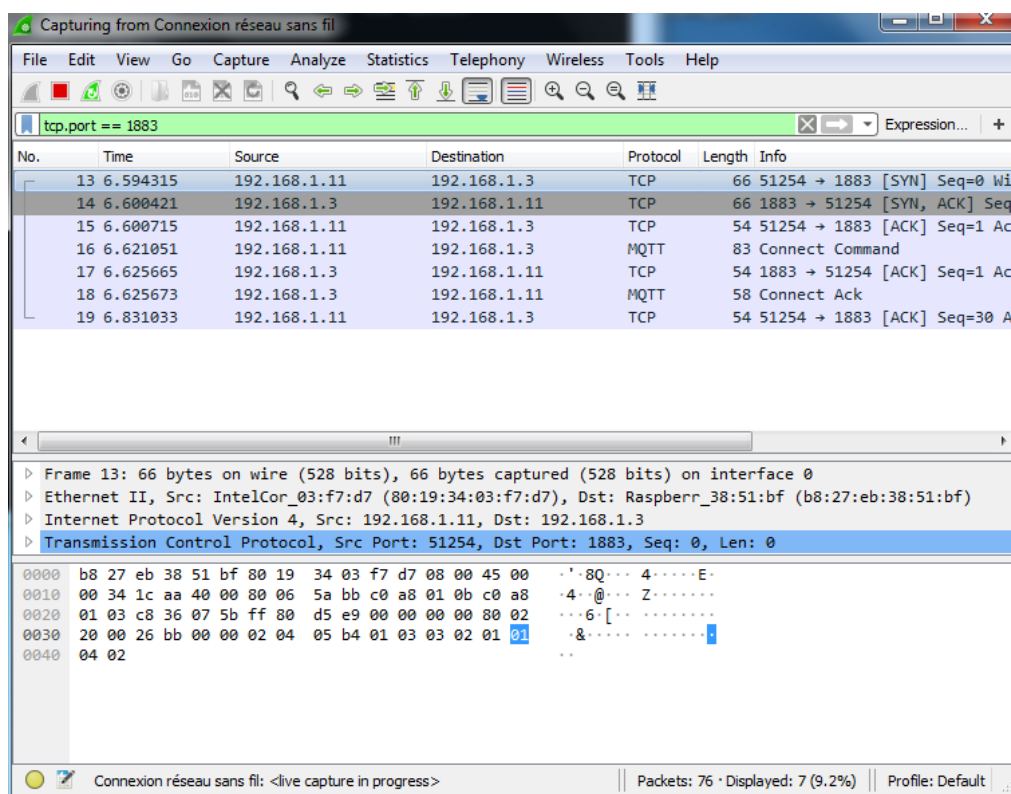 Capturing from Connexion réseau sans fil
File Edit View Go Capture Analyze Statistics Telephony Wireless Tools Help
tcp.port == 1883 Expression... +
No. Time Source Destination Protocol Length Info
13 6.594315 192.168.1.11 192.168.1.3 TCP 66 51254 → 1883 [SYN] Seq=0 Wi
14 6.600421 192.168.1.3 192.168.1.11 TCP 66 1883 → 51254 [SYN, ACK] Seq
15 6.600715 192.168.1.11 192.168.1.3 TCP 54 51254 → 1883 [ACK] Seq=1 Ac
16 6.621051 192.168.1.11 192.168.1.3 MQTT 83 Connect Command
17 6.625665 192.168.1.3 192.168.1.11 TCP 54 1883 → 51254 [ACK] Seq=1 Ac
18 6.625673 192.168.1.3 192.168.1.11 MQTT 58 Connect Ack
19 6.831033 192.168.1.11 192.168.1.3 TCP 54 51254 → 1883 [ACK] Seq=30 A
Frame 13: 66 bytes on wire (528 bits), 66 bytes captured (528 bits) on interface 0
Ethernet II, Src: IntelCor_03:f7:d7 (80:19:34:03:f7:d7), Dst: Raspberr_38:51:bf (b8:27:eb:38:51:bf)
Internet Protocol Version 4, Src: 192.168.1.11, Dst: 192.168.1.3
Transmission Control Protocol, Src Port: 51254, Dst Port: 1883, Seq: 0, Len: 0
0000 b8 27 eb 38 51 bf 80 19 34 03 f7 d7 08 00 45 00 ·'·8Q··· 4·····E·
0010 00 34 1c aa 40 00 80 06 5a bb c0 a8 01 0b c0 a8 ·4··@··· Z·······
0020 01 03 c8 36 07 5b ff 80 d5 e9 00 00 00 00 80 02 ···6·[·· ········
0030 20 00 26 bb 00 00 02 04 05 b4 01 03 03 02 01 01 ·&····· ········
0040 04 02 ··
Connexion réseau sans fil: <live capture in progress> Packets: 76 · Displayed: 7 (9.2%) Profile: Default